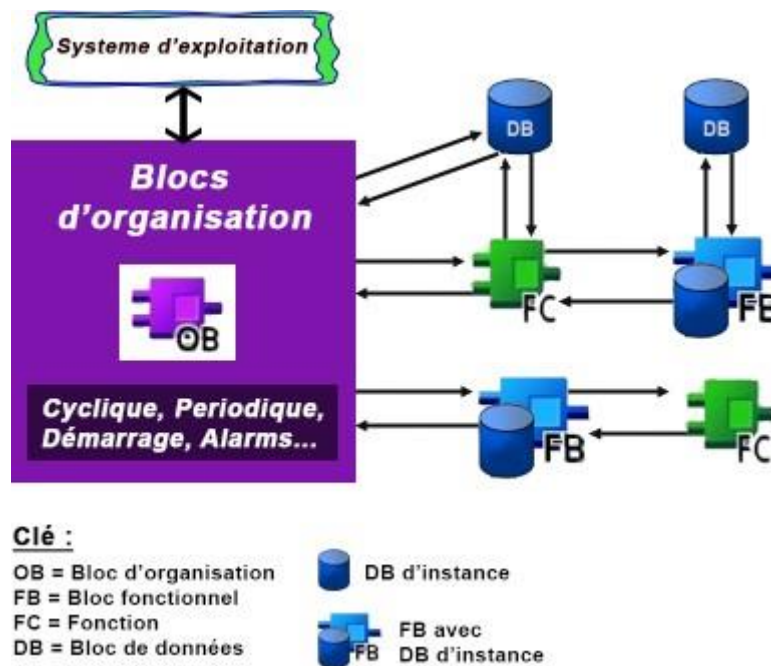 Systeme d'exploitation
Blocs
d'organisation
OB
Cyclique, Periodique,
Démarrage, Alarms...
DB
DB
FC
FB
FB
FC
Clé :
OB = Bloc d'organisation
FB = Bloc fonctionnel
FC = Fonction
DB = Bloc de données
DB d'instance
FB
FB avec
DB d'instance